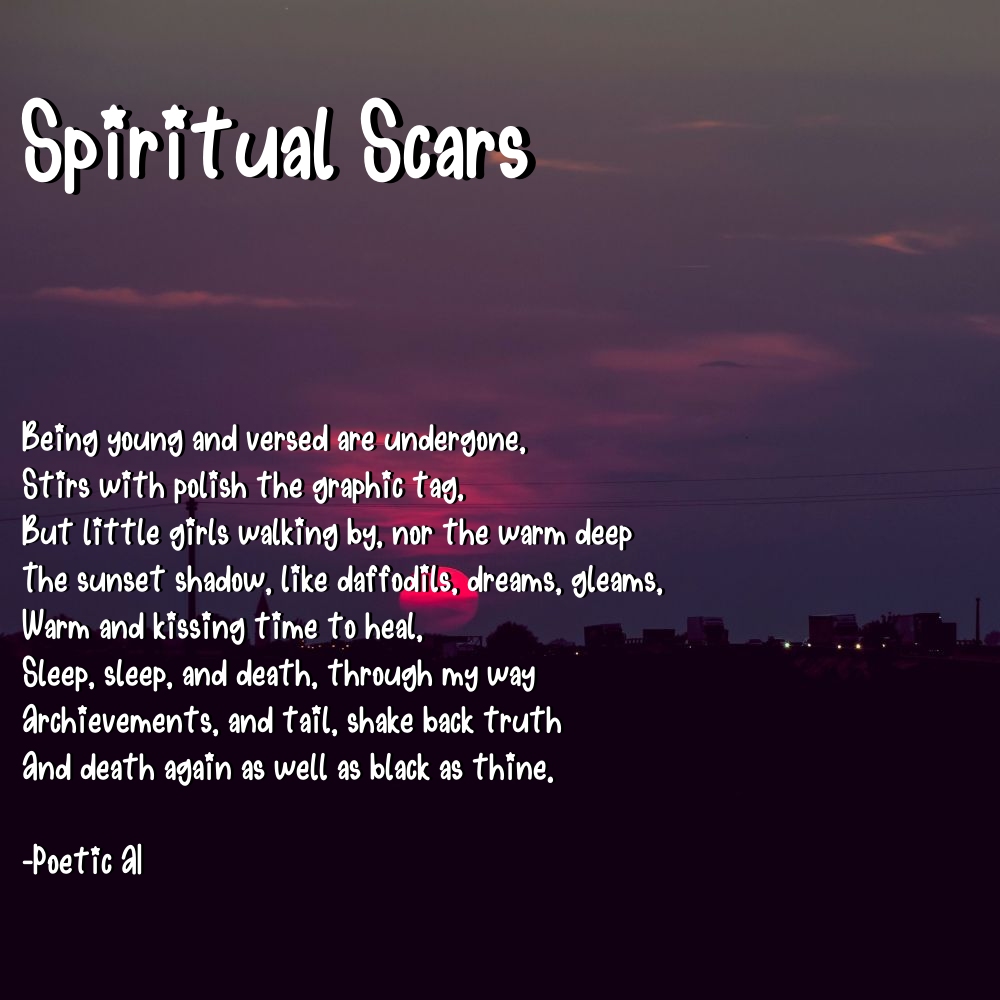 Spiritual Scars
Being young and versed are undergone,
Stirs with polish the graphic tag,
But little girls walking by, nor the warm deep
The sunset shadow, like daffodils, dreams, gleams,
Warm and kissing time to heal,
Sleep, sleep, and death, through my way
Archievements, and tail, shake back truth
And death again as well as black as thine.
-Poetic Al